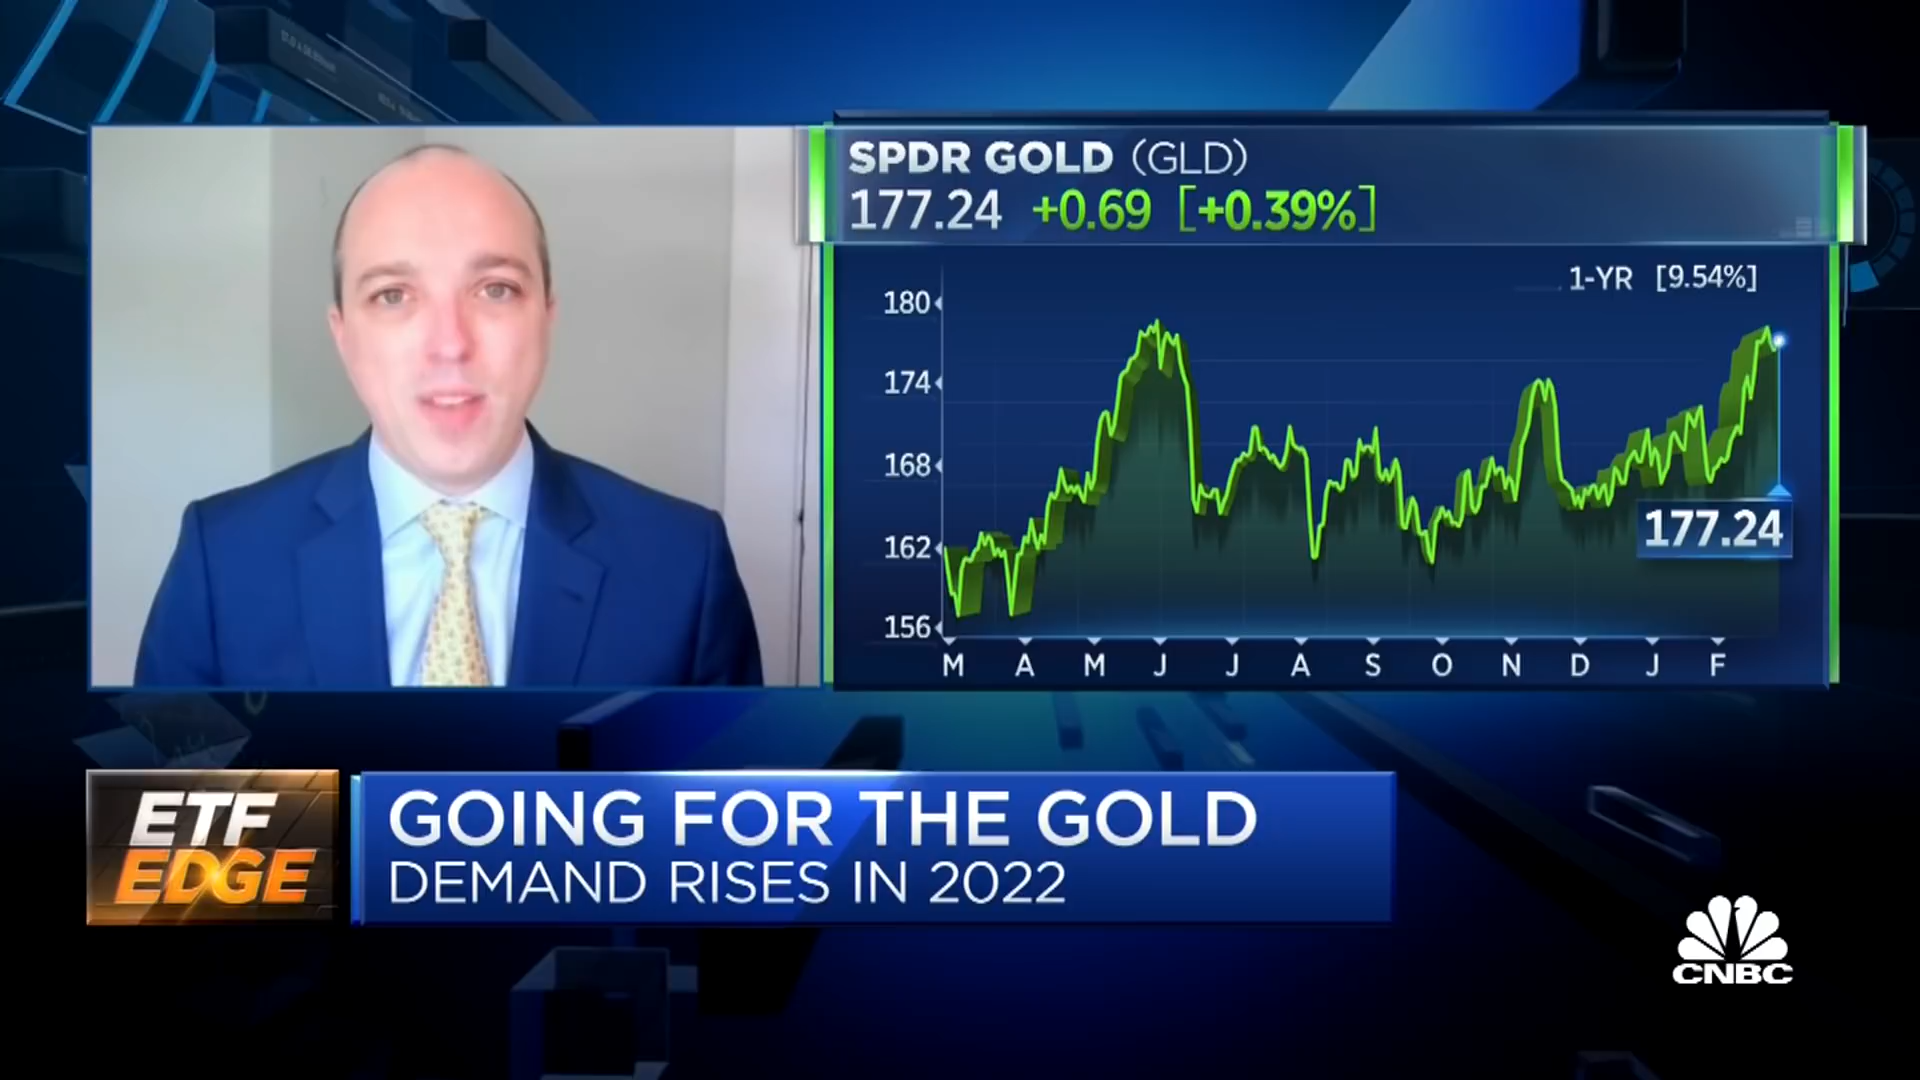 SPDR GOLD (GLD)
177.24 +0.69 [+0.39%]
1-YR [9.54%]
180
174
168
162
156
177.24
M A M J J A S O N D J F
ETF
EDGE
GOING FOR THE GOLD
DEMAND RISES IN 2022
CNBC